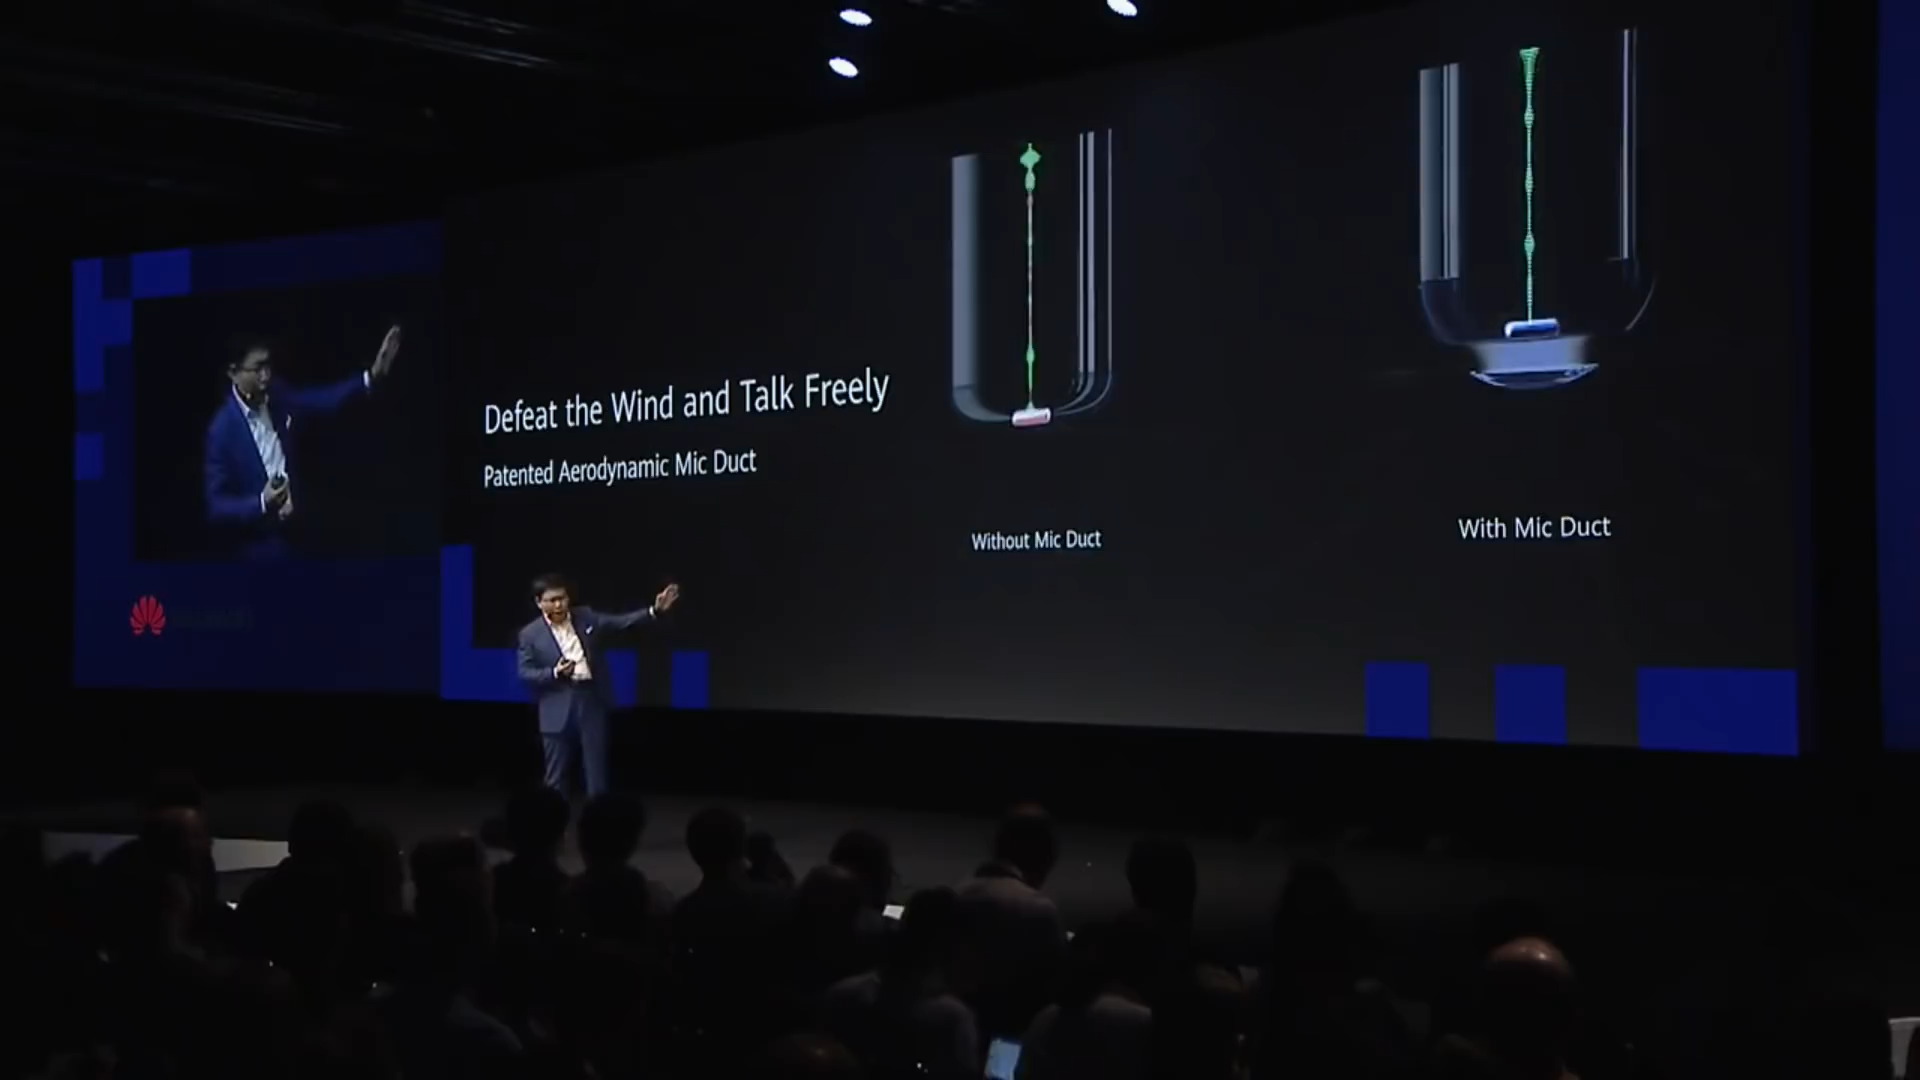 Defeat the Wind and Talk Freely
Patented Aerodynamic Mic Duct
Without Mic Duct
With Mic Duct